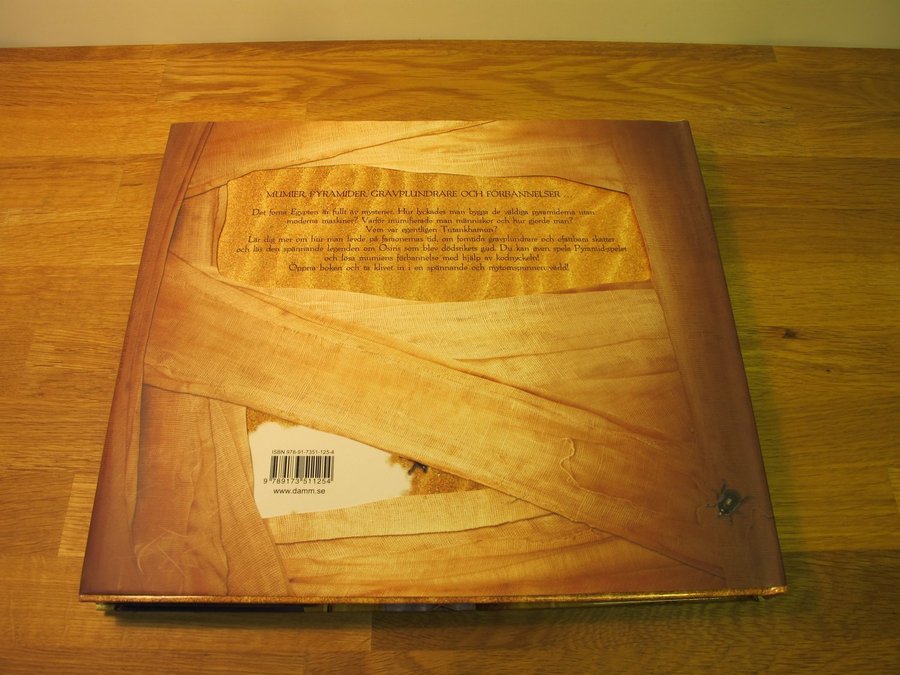 MUMIER, PYRAMIDER, GRAVPLUNDRARE OCH FÖRBANNELSER . . .
Det forna Egypten är fullt av mysterier. Hur lyckades man bygga de väldiga pyramiderna utan
moderna maskiner? Varför mumifierade man människor och hur gjorde man?
Vem var egentligen Tutankhamon?
Lär dig mer om hur man levde på faraonernas tid, om forntida gravplundrare och ofantliga skatter
och läs den spännande legenden om Osiris som blev dödsrikets gud. Du kan även spela Pyramid-spelet
och lösa mumiens förbannelse med hjälp av kodnyckeln!
Öppna boken och ta klivet in i en spännande och mytomspunnen värld!
ISBN 978-91-7351-125-4
9 789173 511254
www.damm.se